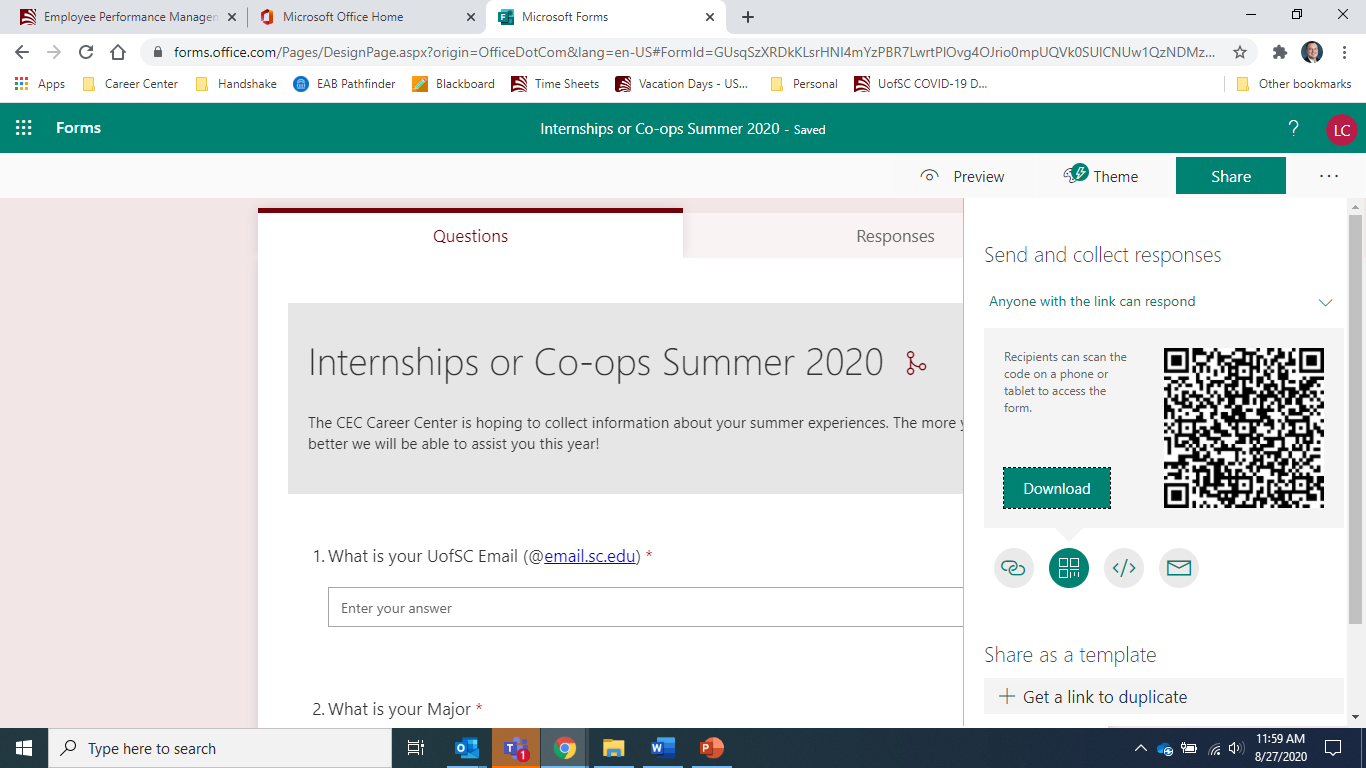 Employee Performance Managem
Microsoft Office Home
Microsoft Forms
forms.office.com/Pages/DesignPage.aspx?origin=OfficeDotCom&lang=en-US#FormId=GUsqSzXRDkKLsrHNI4mYzPBR7LwrtPlOvg4OJrio0mpUQVk0SUlCNUw1QzNDMz...
Apps
Career Center
Handshake
EAB Pathfinder
Blackboard
Time Sheets
Vacation Days - US...
Personal
UofSC COVID-19 D...
Other bookmarks
Forms
Internships or Co-ops Summer 2020 - Saved
?
LC
Preview
Theme
Share
...
Questions
Responses
Internships or Co-ops Summer 2020
The CEC Career Center is hoping to collect information about your summer experiences. The more y
better we will be able to assist you this year!
1. What is your UofSC Email (@email.sc.edu) *
Enter your answer
2. What is your Major *
Send and collect responses
Anyone with the link can respond
Recipients can scan the
code on a phone or
tablet to access the
form.
Download
</>
Share as a template
+ Get a link to duplicate
Type here to search
1
11:59 AM
8/27/2020